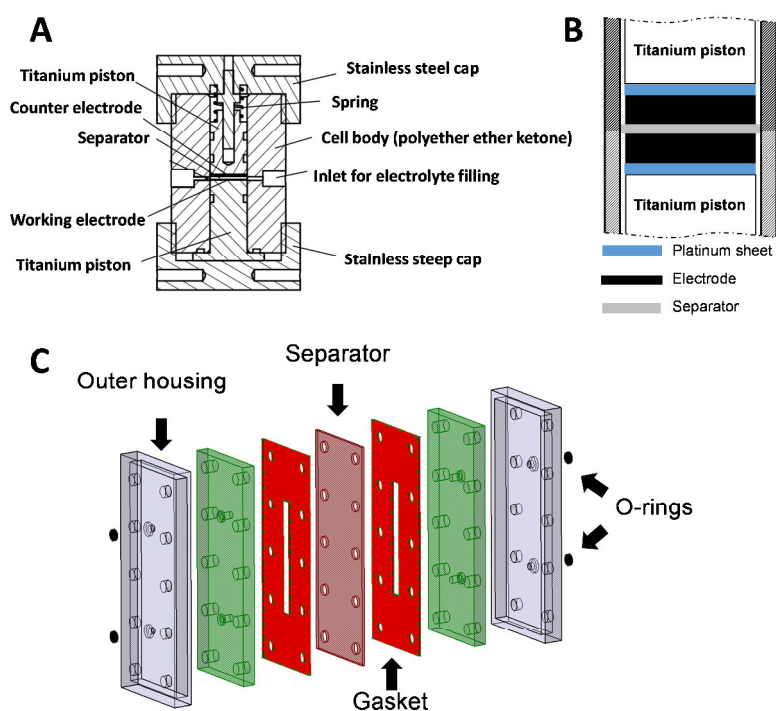 A
Titanium piston
Counter electrode
Separator
Working electrode
Titanium piston
Stainless steel cap
Spring
Cell body (polyether ether ketone)
Inlet for electrolyte filling
Stainless steep cap
B
Titanium piston
Titanium piston
Platinum sheet
Electrode
Separator
C
Outer housing
Separator
O-rings
Gasket